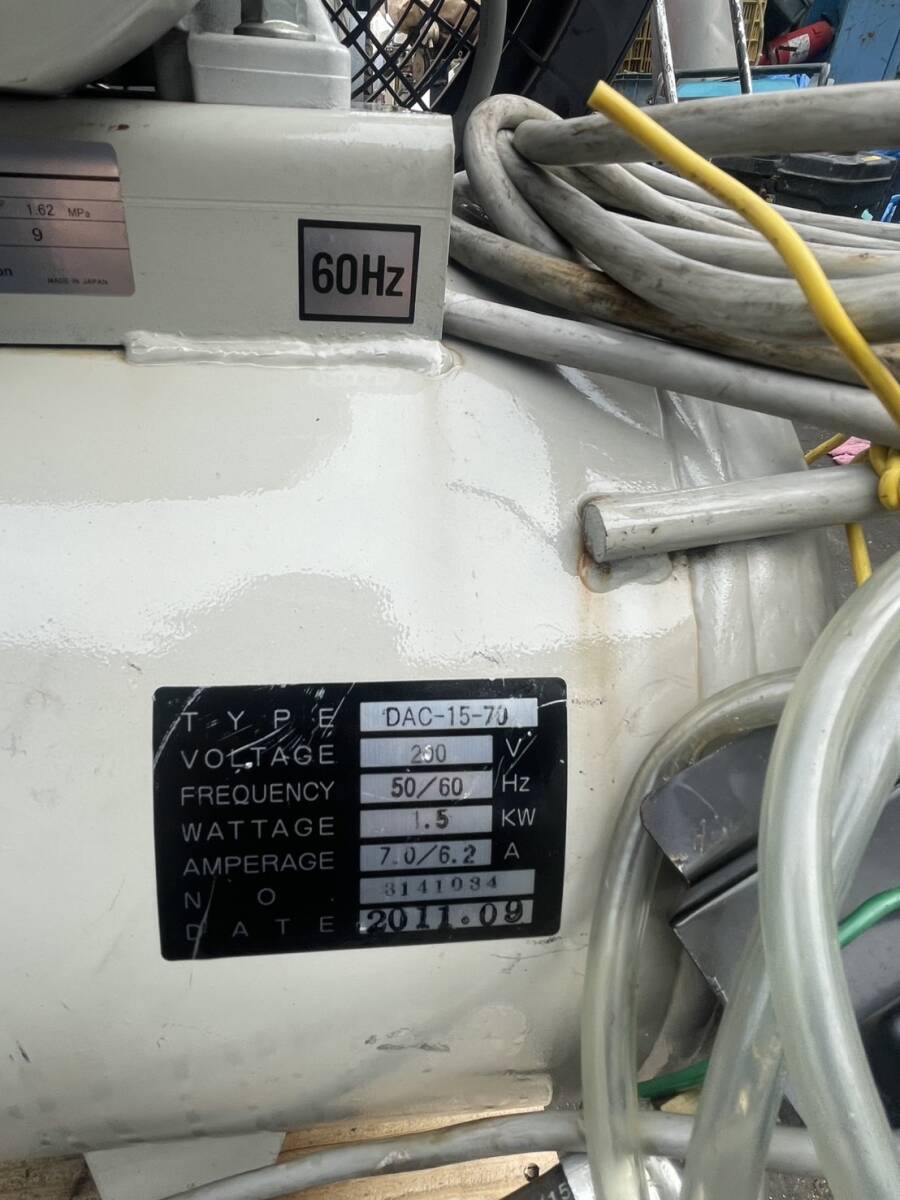 1.62 MPa
9
MADE IN JAPAN
60Hz
TYPE DAC-15-70
VOLTAGE 200 V
FREQUENCY 50/60 Hz
WATTAGE 1.5 KW
AMPERAGE 7.0/6.2 A
NO 3141034
DATE 2011.09